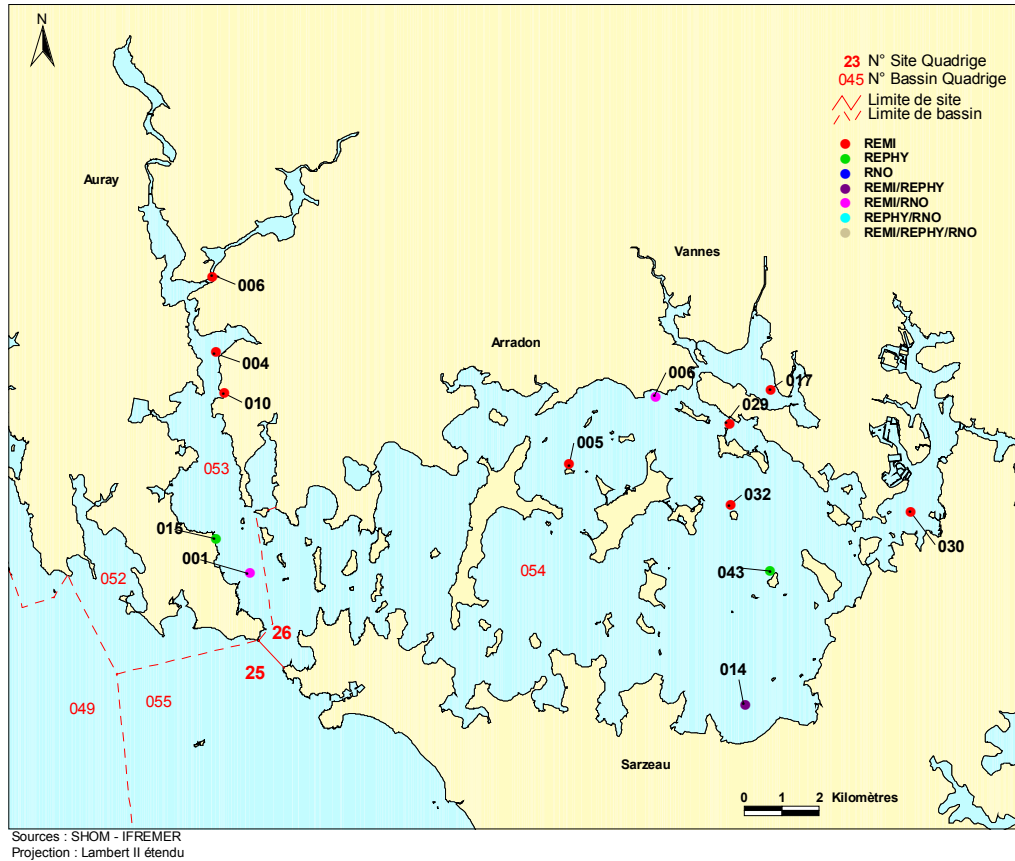 N
23 N° Site Quadrige
045 N° Bassin Quadrige
Limite de site
Limite de bassin
REMI
REPHY
RNO
REMI/REPHY
REMI/RNO
REPHY/RNO
REMI/REPHY/RNO
Auray
Vannes
006
Arradon
004
006
017
010
029
053
005
032
015
030
001
043
052
054
26
25
014
049
055
Sarzeau
0 1 2 Kilomètres
Sources : SHOM - IFREMER
Projection : Lambert II étendu